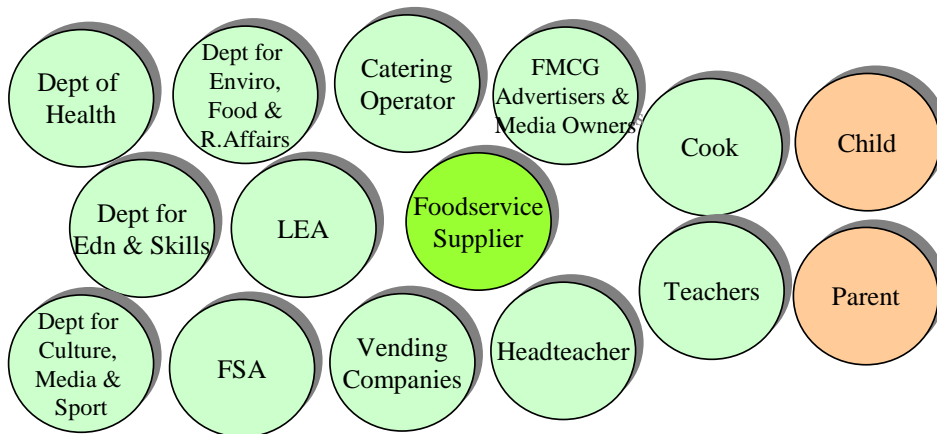 Dept of
Health
Dept for
Enviro,
Food &
R.Affairs
Catering
Operator
FMCG
Advertisers &
Media Owners
Cook
Child
Dept for
Edn & Skills
LEA
Foodservice
Supplier
Teachers
Parent
Dept for
Culture,
Media &
Sport
FSA
Vending
Companies
Headteacher